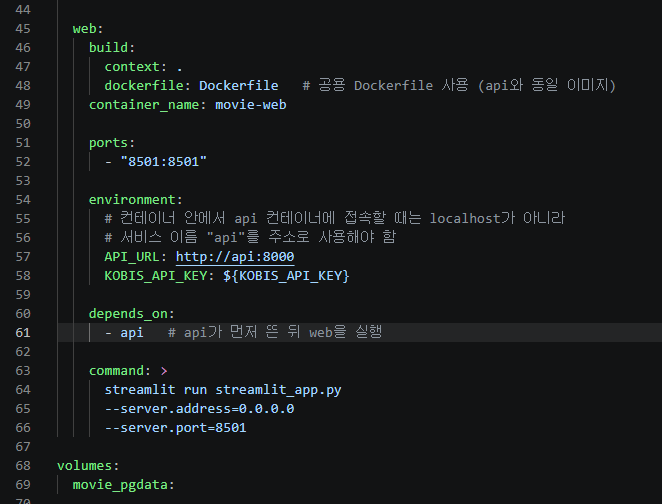 44
45 web:
46 build:
47 context: .
48 dockerfile: Dockerfile # 공용 Dockerfile 사용 (api와 동일 이미지)
49 container_name: movie-web
50
51 ports:
52 - "8501:8501"
53
54 environment:
55 # 컨테이너 안에서 api 컨테이너에 접속할 때는 localhost가 아니라
56 # 서비스 이름 "api"를 주소로 사용해야 함
57 API_URL: http://api:8000
58 KOBIS_API_KEY: ${KOBIS_API_KEY}
59
60 depends_on:
61 - api # api가 먼저 뜬 뒤 web을 실행
62
63 command: >
64 streamlit run streamlit_app.py
65 --server.address=0.0.0.0
66 --server.port=8501
67
68 volumes:
69 movie_pgdata:
70